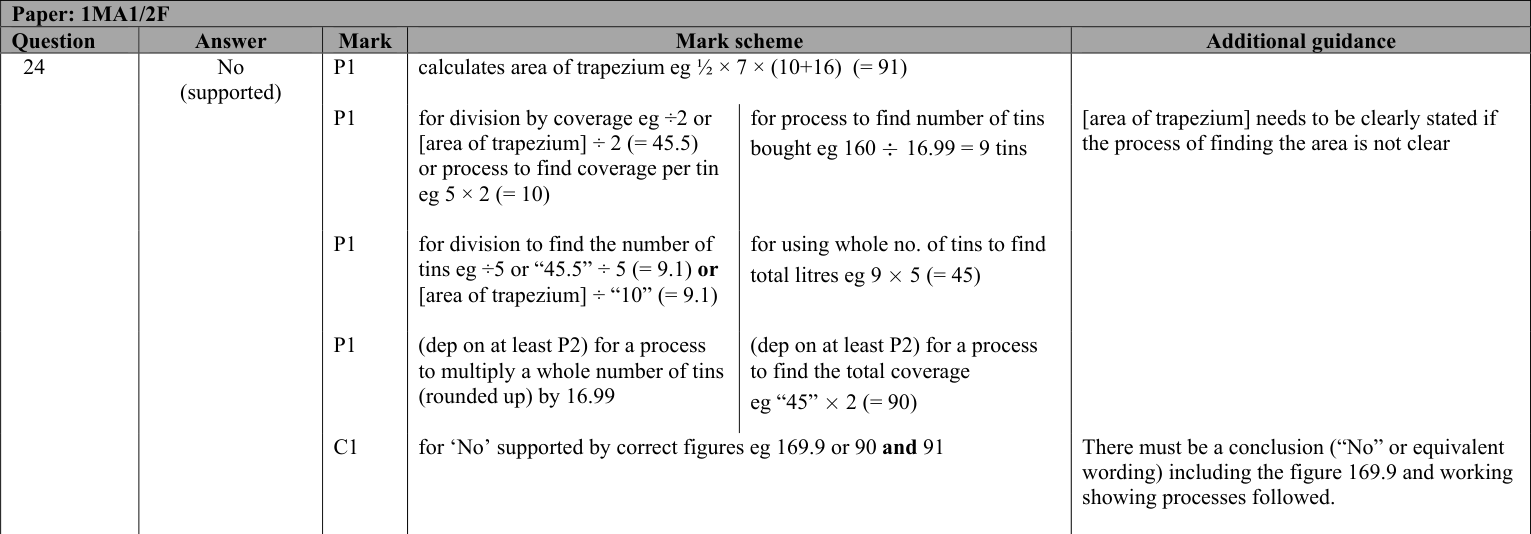 Paper: 1MA1/2F
Question Answer Mark Mark scheme Additional guidance
24 No P1 calculates area of trapezium eg ½ × 7 × (10+16) (= 91)
(supported)
P1 for division by coverage eg ÷2 or
[area of trapezium] ÷ 2 (= 45.5)
or process to find coverage per tin
eg 5 × 2 (= 10)
for process to find number of tins
bought eg 160 ÷ 16.99 = 9 tins
[area of trapezium] needs to be clearly stated if
the process of finding the area is not clear
P1 for division to find the number of
tins eg ÷5 or “45.5” ÷ 5 (= 9.1) or
[area of trapezium] ÷ “10” (= 9.1)
for using whole no. of tins to find
total litres eg 9 × 5 (= 45)
P1 (dep on at least P2) for a process
to multiply a whole number of tins
(rounded up) by 16.99
(dep on at least P2) for a process
to find the total coverage
eg “45” × 2 (= 90)
C1 for ‘No’ supported by correct figures eg 169.9 or 90 and 91
There must be a conclusion (“No” or equivalent
wording) including the figure 169.9 and working
showing processes followed.